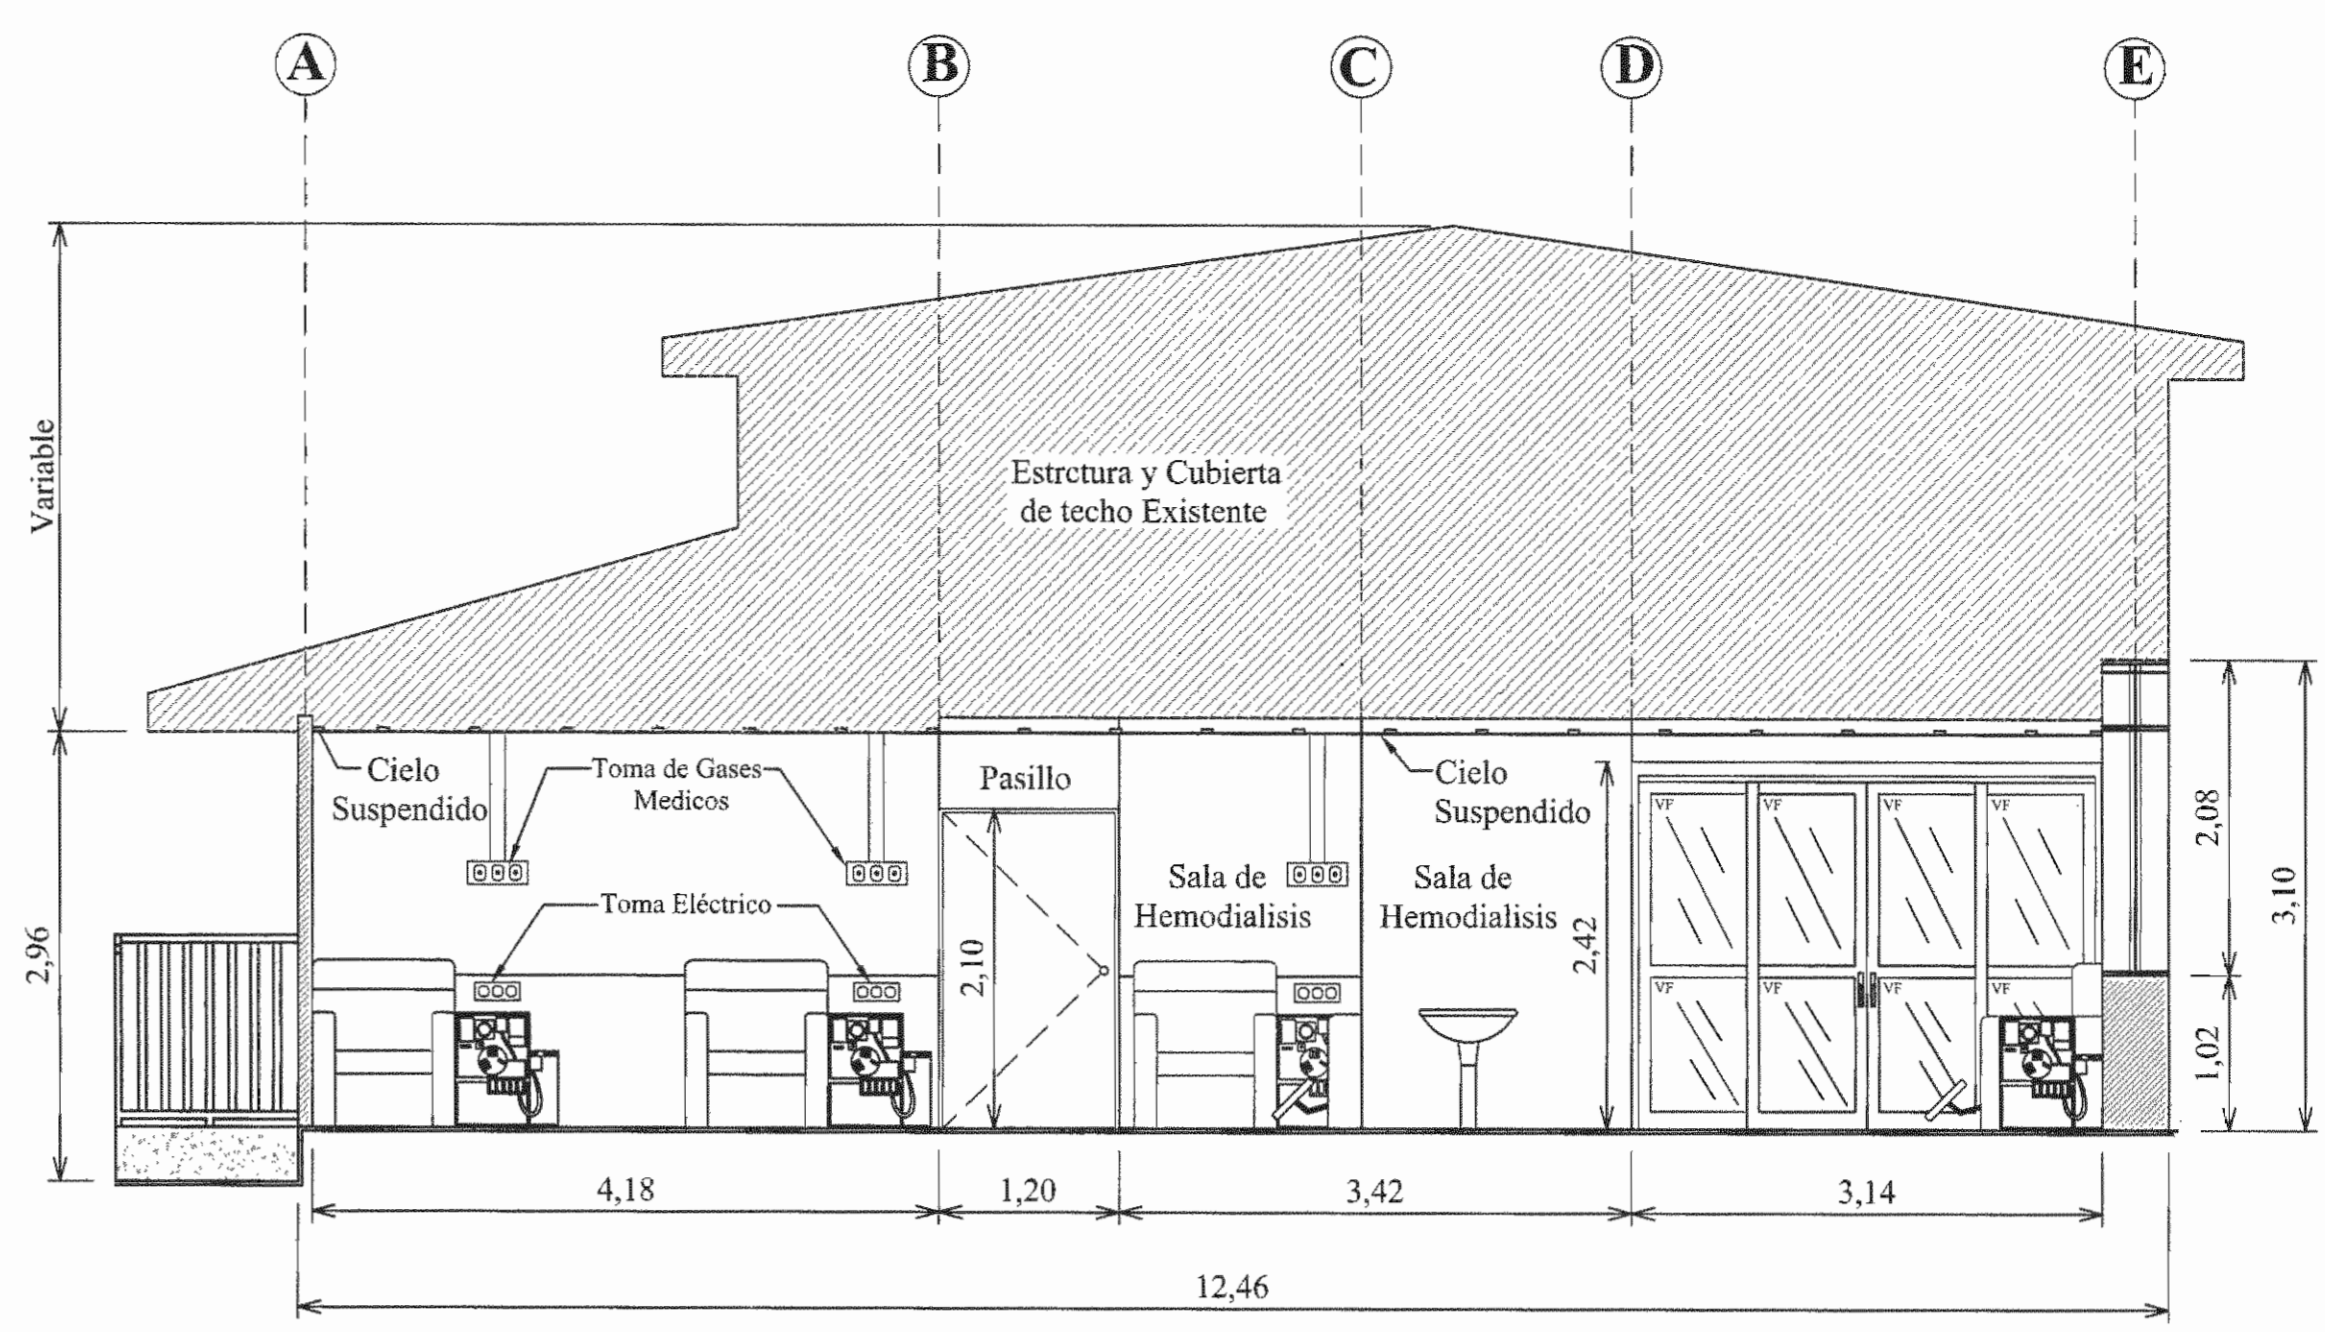 A
B
C
D
E
Variable
Estrctura y Cubierta
de techo Existente
Cielo
Suspendido
Toma de Gases
Medicos
Pasillo
Cielo
Suspendido
VF
VF
VF
VF
2,08
3,10
Sala de
Hemodialisis
Sala de
Hemodialisis
Toma Eléctrico
2,96
2,10
2,42
VF
VF
VF
VF
1,02
4,18
1,20
3,42
3,14
12,46